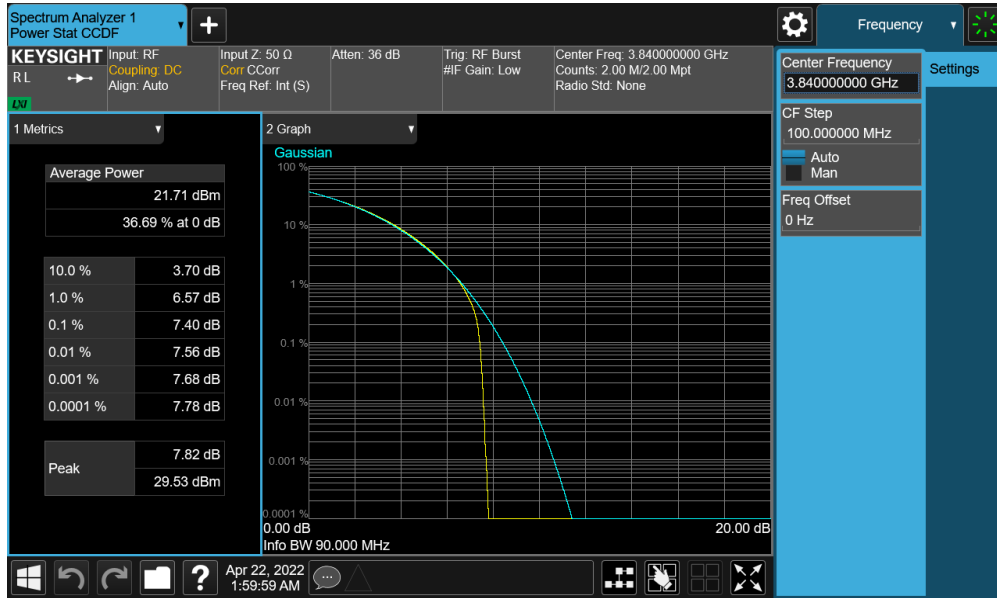 Spectrum Analyzer 1
Power Stat CCDF
+
Frequency
KEYSIGHT
R L
LXI
Input: RF
Coupling: DC
Align: Auto
Input Z: 50 Ω
Corr CCorr
Freq Ref: Int (S)
Atten: 36 dB
Trig: RF Burst
#IF Gain: Low
Center Freq: 3.840000000 GHz
Counts: 2.00 M/2.00 Mpt
Radio Std: None
Center Frequency
3.840000000 GHz
Settings
CF Step
100.000000 MHz
Auto
Man
Freq Offset
0 Hz
1 Metrics
Average Power
21.71 dBm
36.69 % at 0 dB
10.0 % 3.70 dB
1.0 % 6.57 dB
0.1 % 7.40 dB
0.01 % 7.56 dB
0.001 % 7.68 dB
0.0001 % 7.78 dB
Peak
7.82 dB
29.53 dBm
2 Graph
Gaussian
100 %
10 %
1 %
0.1 %
0.01 %
0.001 %
0.0001 %
0.00 dB 20.00 dB
Info BW 90.000 MHz
?
Apr 22, 2022
1:59:59 AM